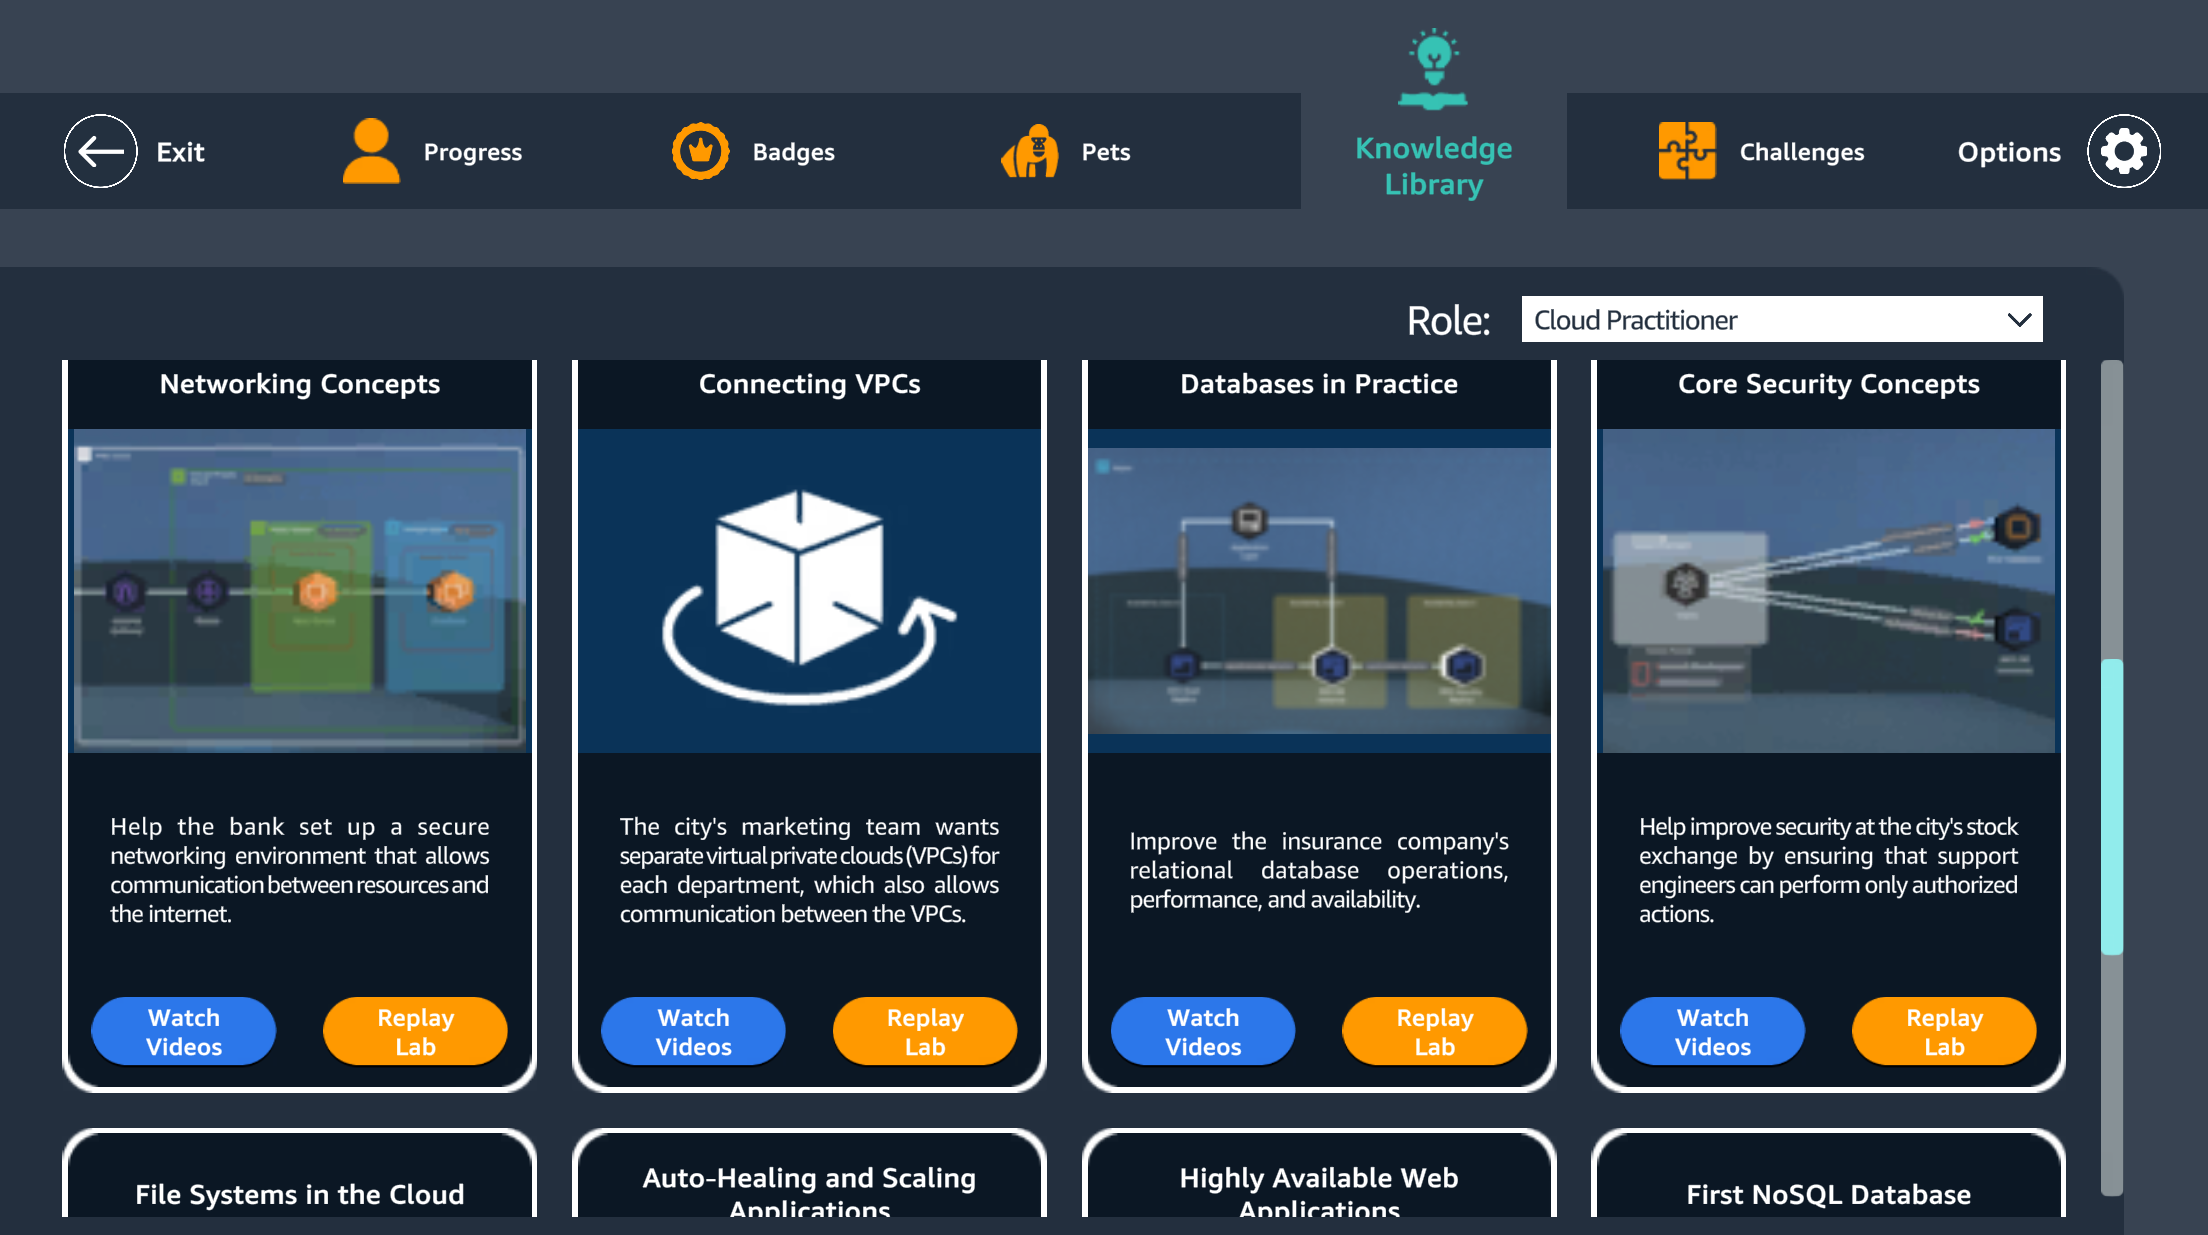 Exit
Progress
Badges
Pets
Knowledge
Library
Challenges
Options
Role:
Cloud Practitioner
Networking Concepts
Help the bank set up a secure
networking environment that allows
communication between resources and
the internet.
Watch
Videos
Replay
Lab
Connecting VPCs
The city's marketing team wants
separate virtual private clouds (VPCs) for
each department, which also allows
communication between the VPCs.
Watch
Videos
Replay
Lab
Databases in Practice
Improve the insurance company's
relational database operations,
performance, and availability.
Watch
Videos
Replay
Lab
Core Security Concepts
Help improve security at the city's stock
exchange by ensuring that support
engineers can perform only authorized
actions.
Watch
Videos
Replay
Lab
File Systems in the Cloud
Auto-Healing and Scaling
Applications
Highly Available Web
Applications
First NoSQL Database